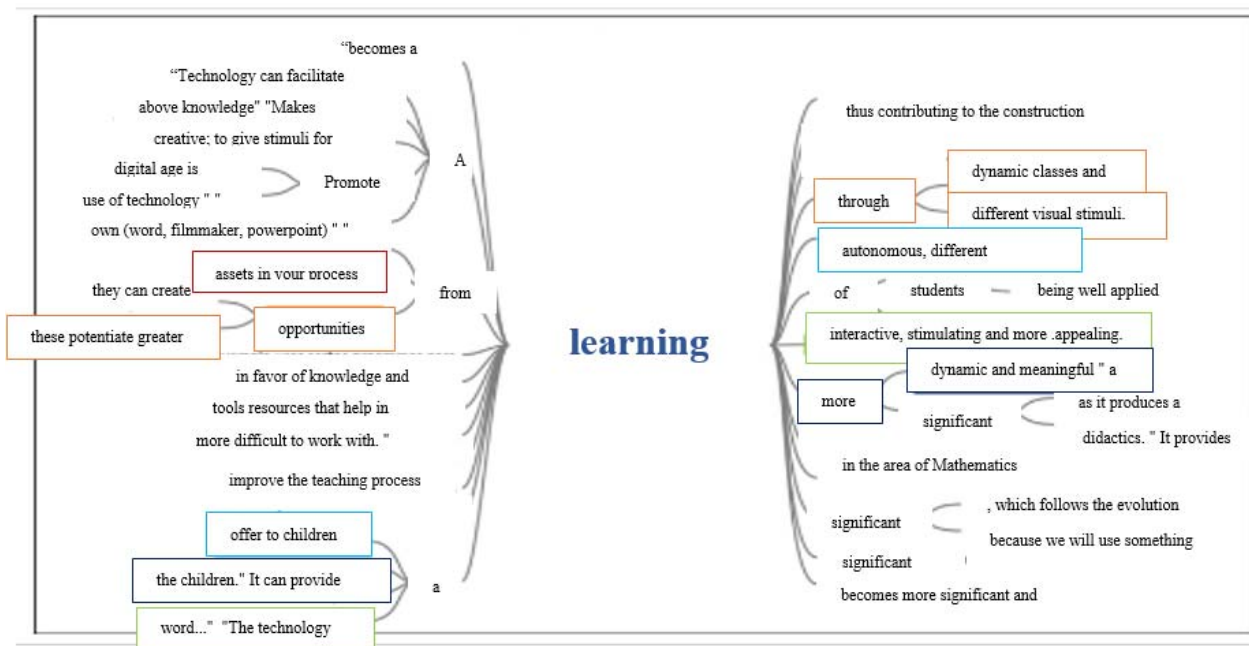 “becomes a
“Technology can facilitate
above knowledge" "Makes
creative; to give stimuli for
A
digital age is
Promote
use of technology " "
own (word, filmmaker, powerpoint) " "
assets in your process
they can create
from
opportunities
these potentiate greater
in favor of knowledge and
tools resources that help in
more difficult to work with. "
improve the teaching process
offer to children
the children." It can provide
a
word..." "The technology
learning
thus contributing to the construction
dynamic classes and
through
different visual stimuli.
autonomous, different
of
students
being well applied
interactive, stimulating and more .appealing.
dynamic and meaningful " a
more
as it produces a
significant
didactics. " It provides
in the area of Mathematics
, which follows the evolution
significant
because we will use something
significant
becomes more significant and